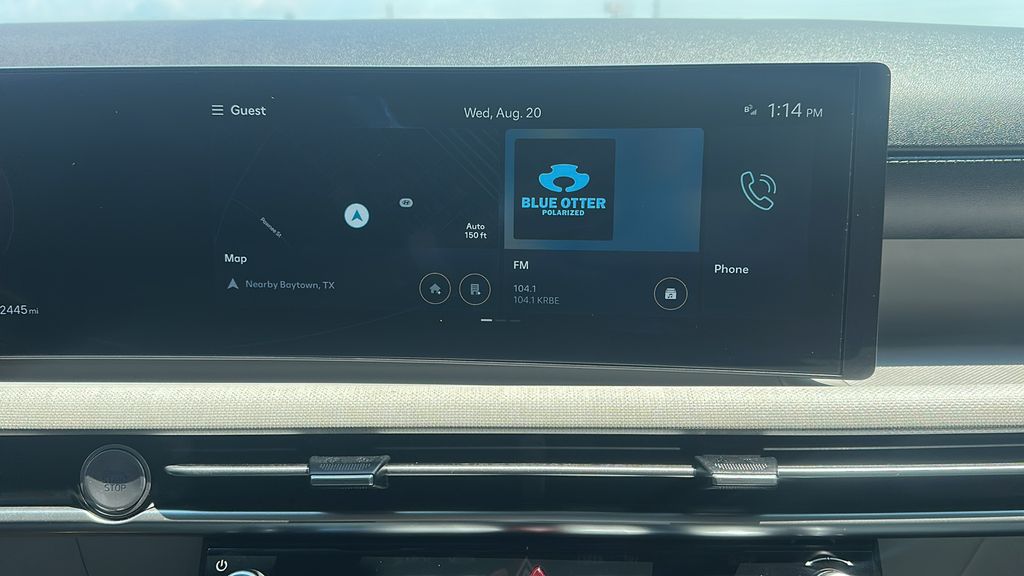 Guest
Wed, Aug. 20
1:14 PM
Auto
150 ft
BLUE OTTER
POLARIZED
Map
Nearby Baytown, TX
FM
104.1
104.1 KRBE
Phone
2445 mi
STOP